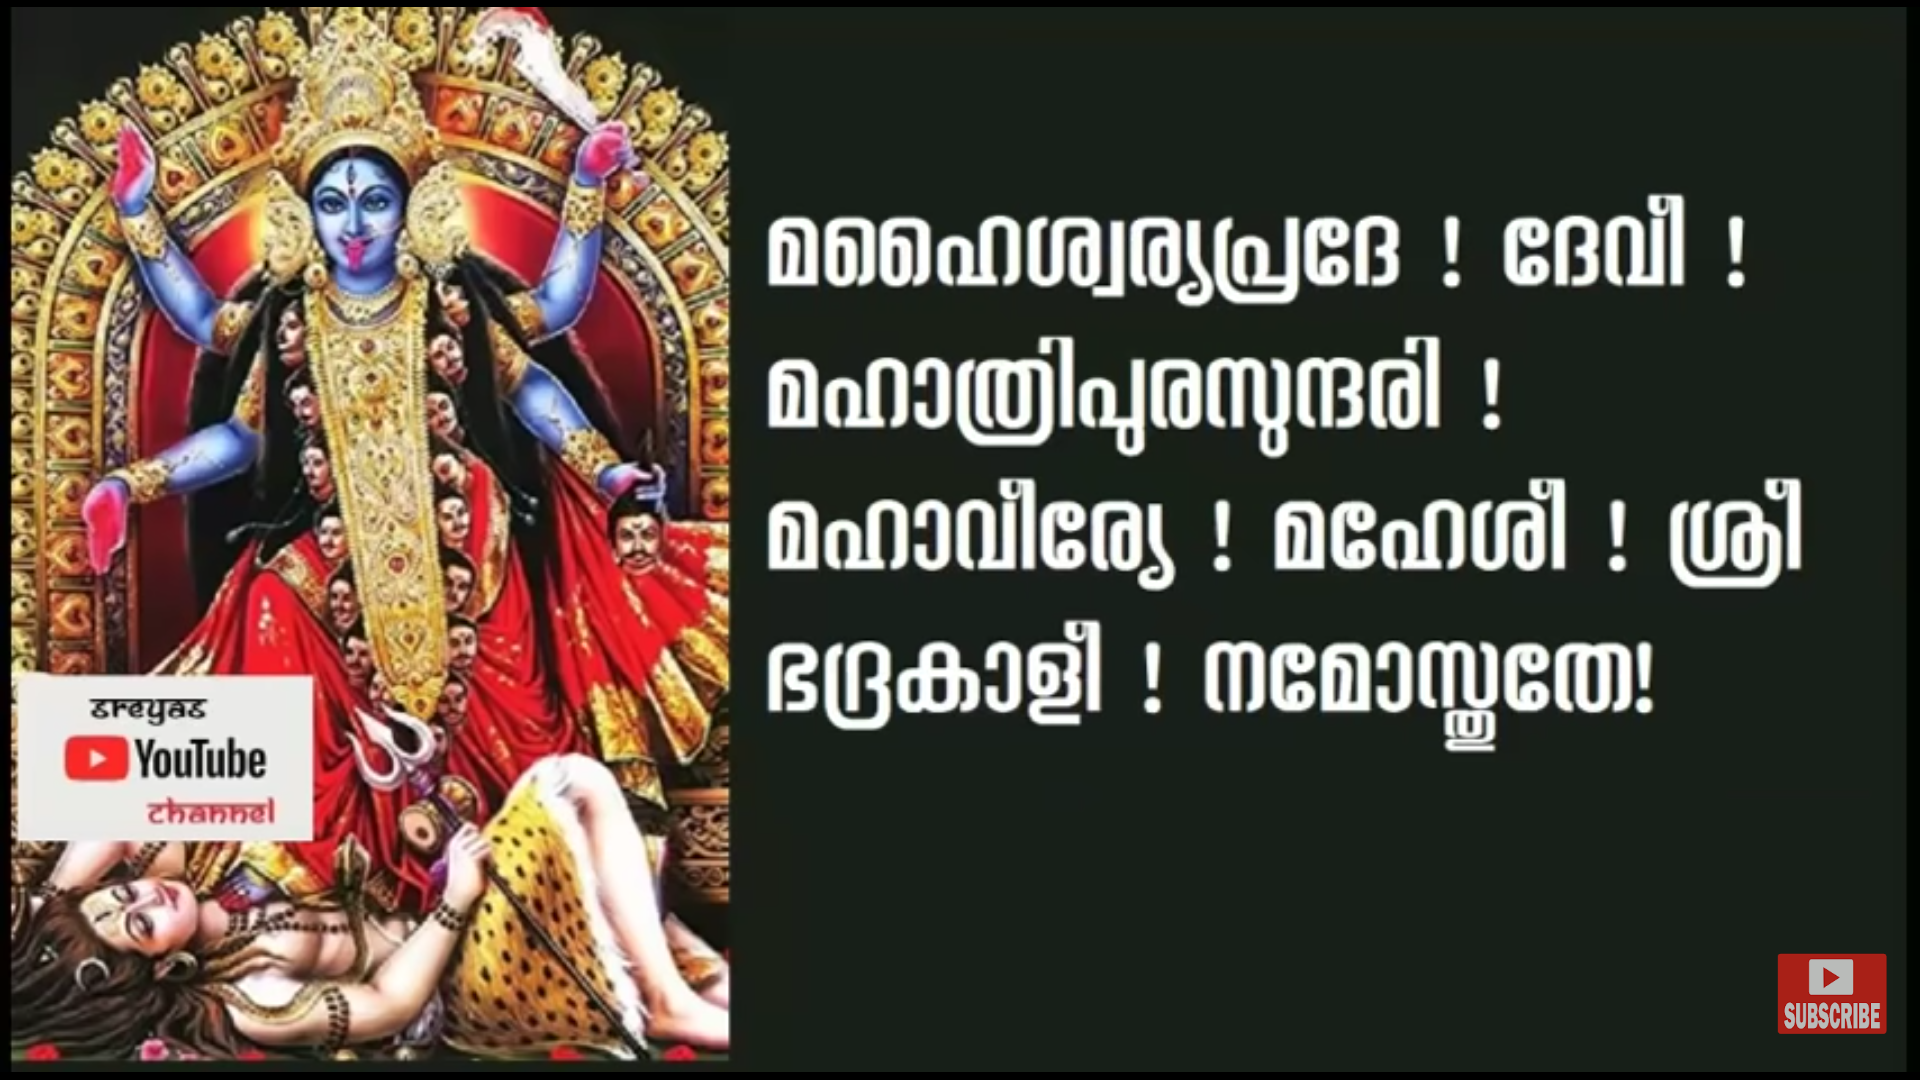 മഹൈശ്വര്യപ്രദേ ! ദേവീ !
മഹാത്രിപുരസുന്ദരി !
മഹാവീര്യേ ! മഹേശീ ! ശ്രീ
ഭദ്രകാളീ ! നമോസ്തുതേ!
sreyas
YouTube
channel
SUBSCRIBE